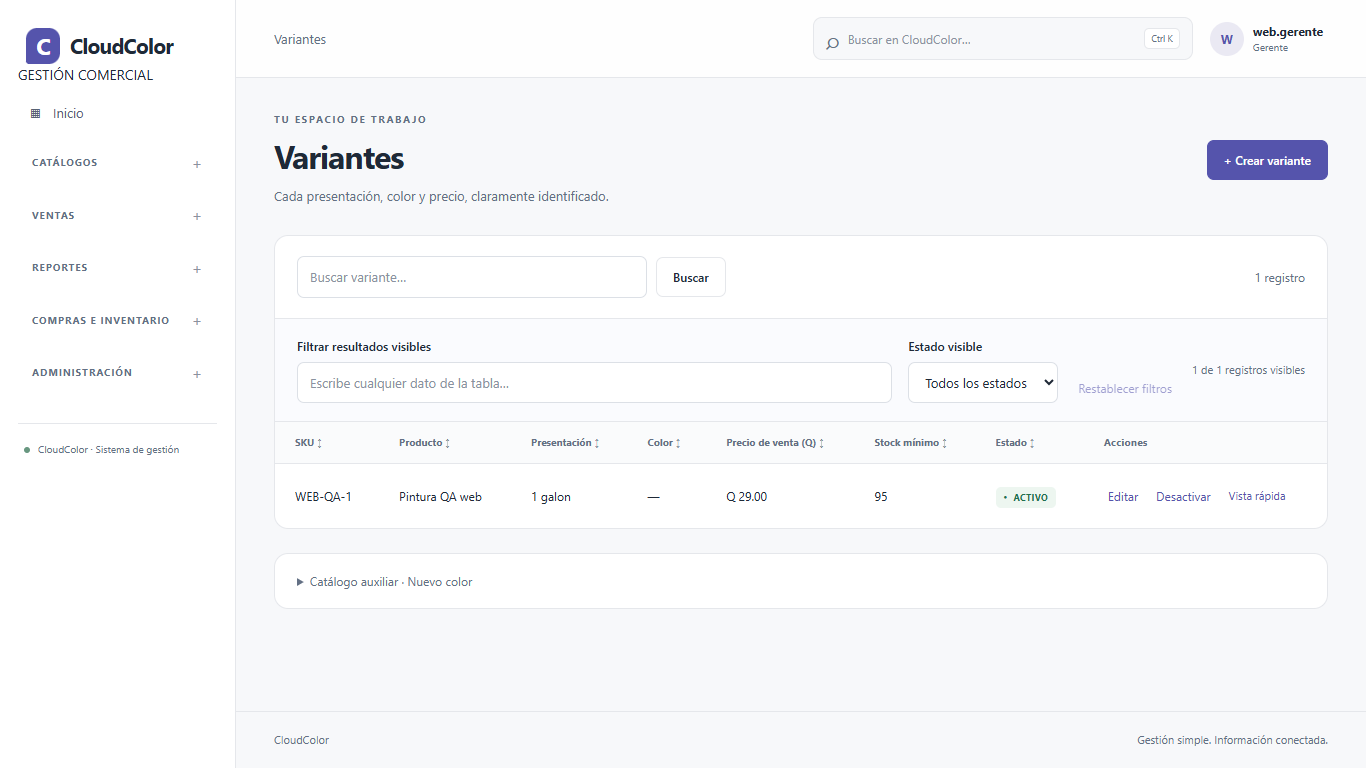 C CloudColor
GESTIÓN COMERCIAL
Inicio
CATÁLOGOS +
VENTAS +
REPORTES +
COMPRAS E INVENTARIO +
ADMINISTRACIÓN +
CloudColor · Sistema de gestión
Variantes
Buscar en CloudColor...
Ctrl K
W
web.gerente
Gerente
TU ESPACIO DE TRABAJO
Variantes
Cada presentación, color y precio, claramente identificado.
+ Crear variante
Buscar variante...
Buscar
1 registro
Filtrar resultados visibles
Escribe cualquier dato de la tabla...
Estado visible
Todos los estados
Restablecer filtros
1 de 1 registros visibles
SKU ↕ Producto ↕ Presentación ↕ Color ↕ Precio de venta (Q) ↕ Stock mínimo ↕ Estado ↕ Acciones
WEB-QA-1 Pintura QA web 1 galon — Q 29.00 95 • ACTIVO Editar Desactivar Vista rápida
▶ Catálogo auxiliar · Nuevo color
CloudColor
Gestión simple. Información conectada.